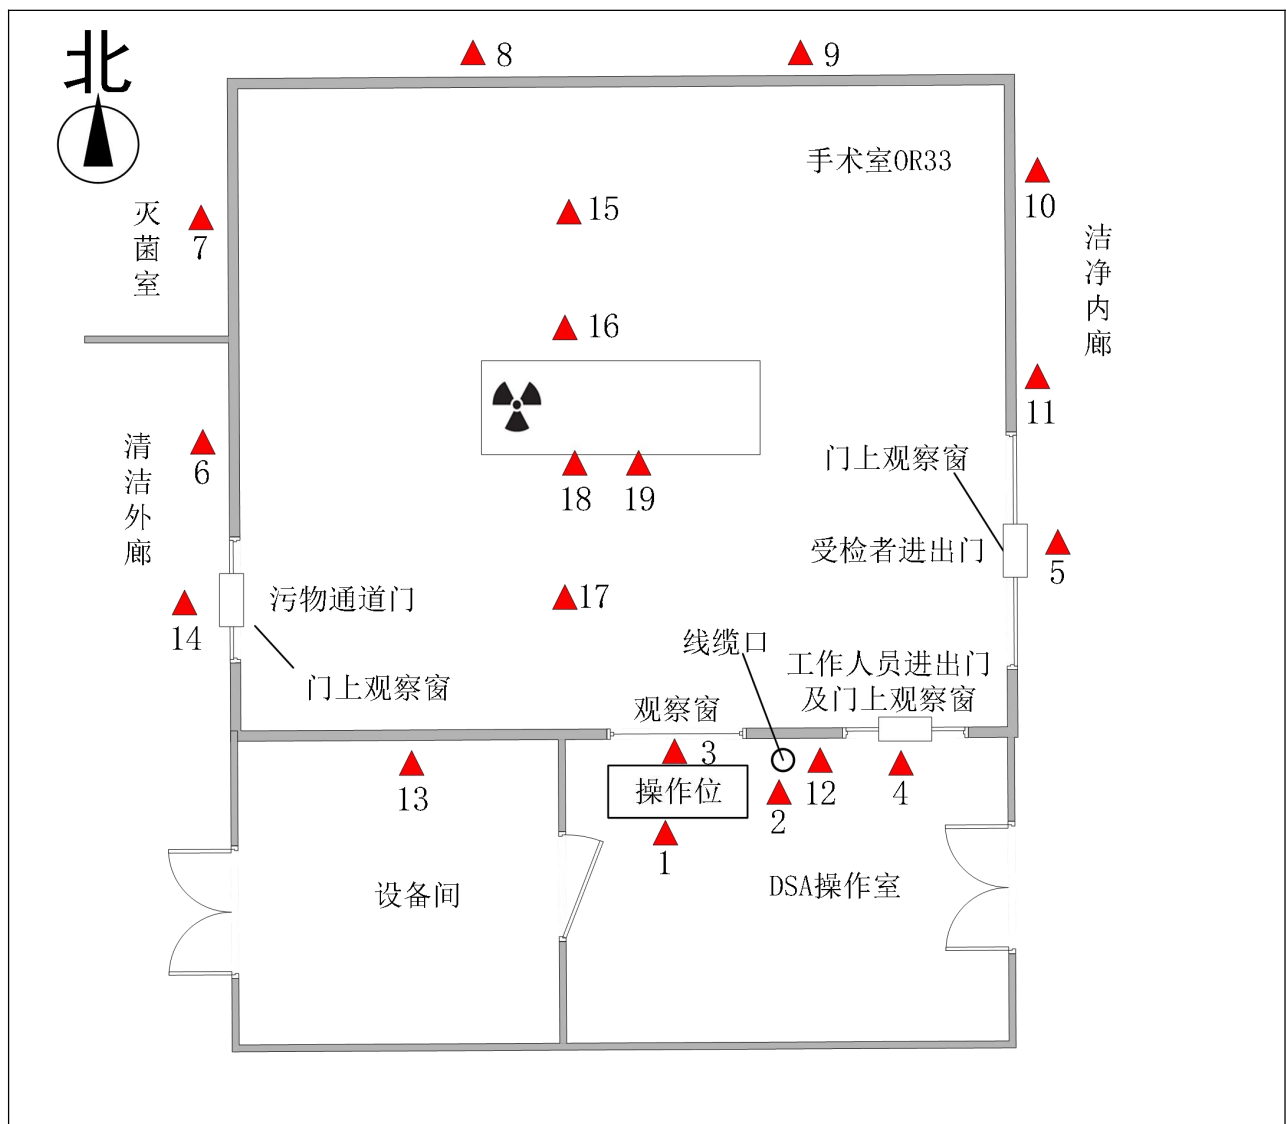 北
8
9
手术室OR33
10
灭菌室
7
15
洁净内廊
16
11
清洁外廊
6
18
19
门上观察窗
受检者进出门
5
污物通道门
17
14
门上观察窗
线缆口
工作人员进出门
及门上观察窗
观察窗
3
操作位
13
2
12
4
1
设备间
DSA操作室